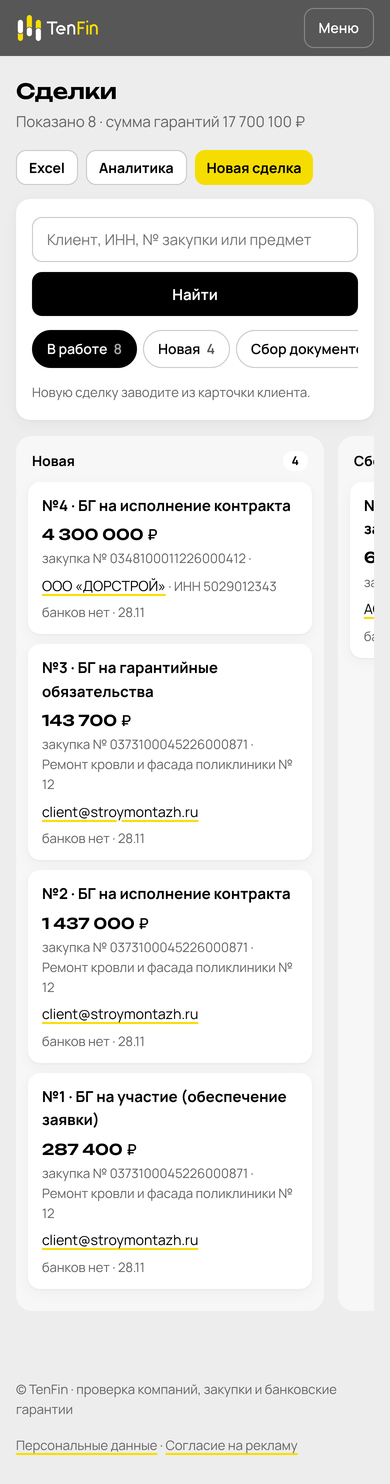 TenFin
Меню
Сделки
Показано 8 · сумма гарантий 17 700 100 ₽
Excel
Аналитика
Новая сделка
Клиент, ИНН, № закупки или предмет
Найти
В работе 8
Новая 4
Сбор документо
Новую сделку заводите из карточки клиента.
Новая
4
№4 · БГ на исполнение контракта
4 300 000 ₽
закупка № 0348100011226000412 ·
ООО «ДОРСТРОЙ» · ИНН 5029012343
банков нет · 28.11
№3 · БГ на гарантийные
обязательства
143 700 ₽
закупка № 0373100045226000871 ·
Ремонт кровли и фасада поликлиники №
12
client@stroymontazh.ru
банков нет · 28.11
№2 · БГ на исполнение контракта
1 437 000 ₽
закупка № 0373100045226000871 ·
Ремонт кровли и фасада поликлиники №
12
client@stroymontazh.ru
банков нет · 28.11
№1 · БГ на участие (обеспечение
заявки)
287 400 ₽
закупка № 0373100045226000871 ·
Ремонт кровли и фасада поликлиники №
12
client@stroymontazh.ru
банков нет · 28.11
© TenFin · проверка компаний, закупки и банковские
гарантии
Персональные данные · Согласие на рекламу